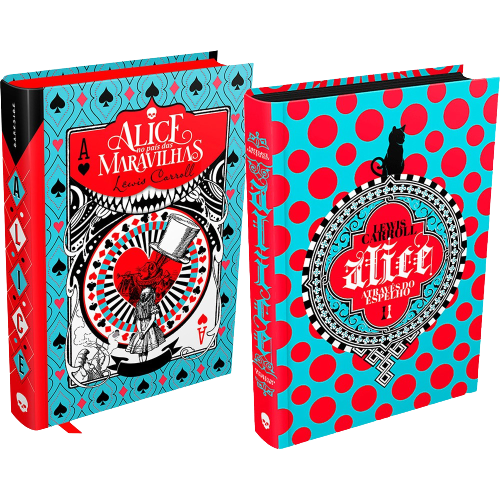 A
ALICE
no país das
MARAVILHAS
Lewis Carroll
A
ALICE
LEWIS
CARROLL
alice
ATRAVÉS DO
ESPELHO